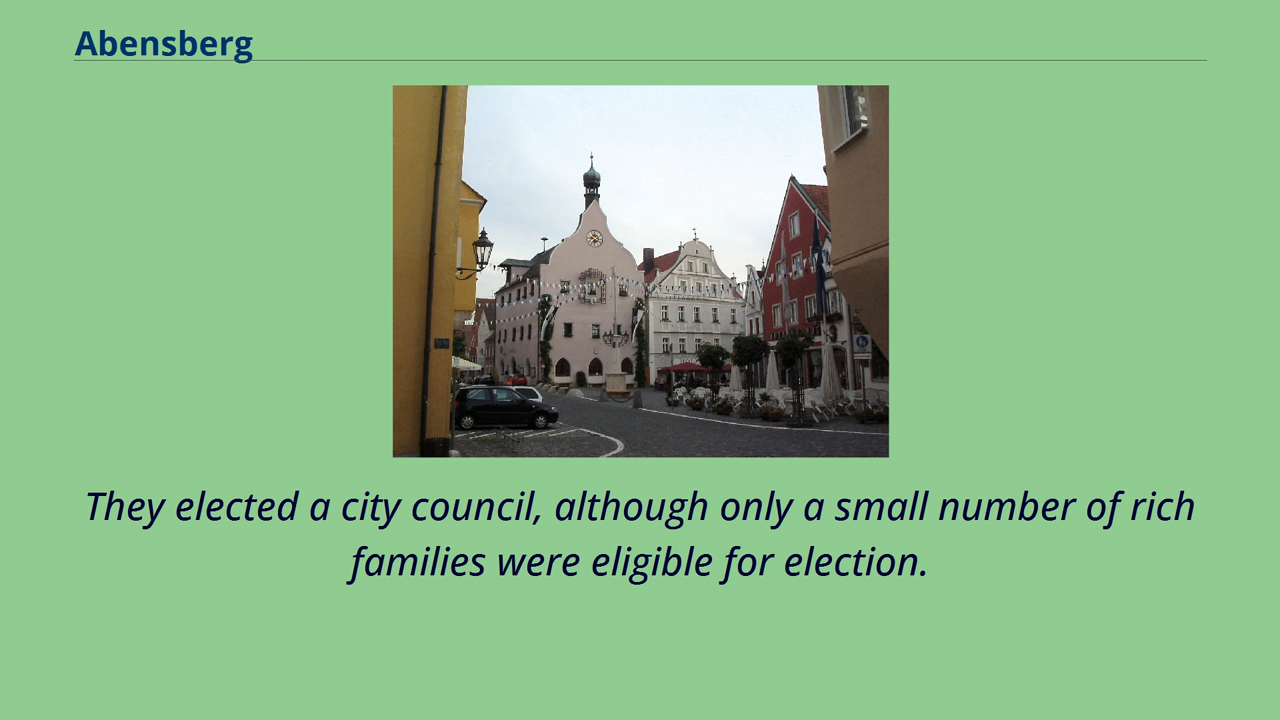 Abensberg
They elected a city council, although only a small number of rich
families were eligible for election.